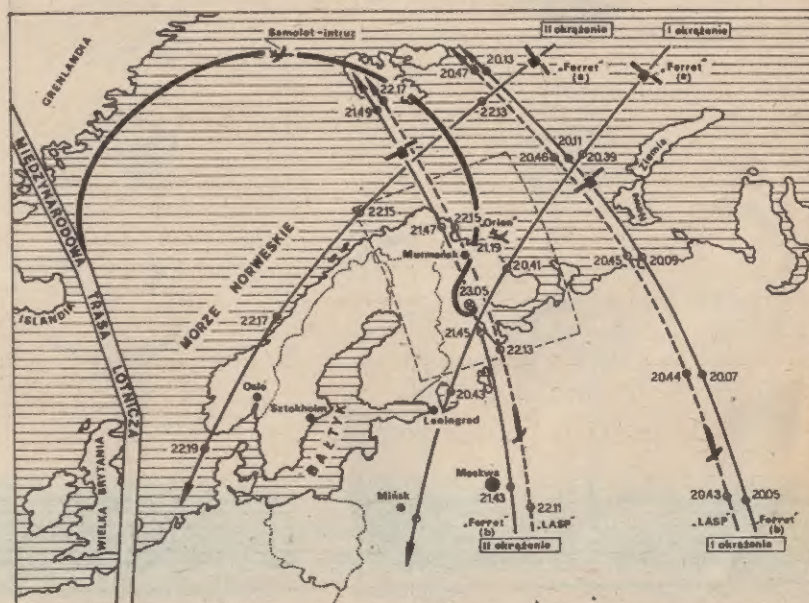 II okrążenie
I okrążenie
Samolot-intruz
GRENLANDIA
„Ferret"
(a)
„Ferret"
(a)
20.13
20.47
22.17
21.49
22.13
20.11
20.46
20.39
Ziemia
MIĘDZYNARODOWA TRASA LOTNICZA
22.15
22.15
„Orion"
21.47
21.19
Murmańsk
20.41
20.45
20.09
MORZE NORWESKIE
ISLANDIA
23.05
22.17
21.45
22.13
20.44
20.07
20.43
Oslo
Sztokholm
Leningrad
BAŁTYK
22.19
WIELKA BRYTANIA
Moskwa
Mińsk
21.43
22.11
20.43
20.05
„Ferret"
(b)
„LASP"
„LASP"
Ferret"
(b)
II okrążenie
I okrążenie